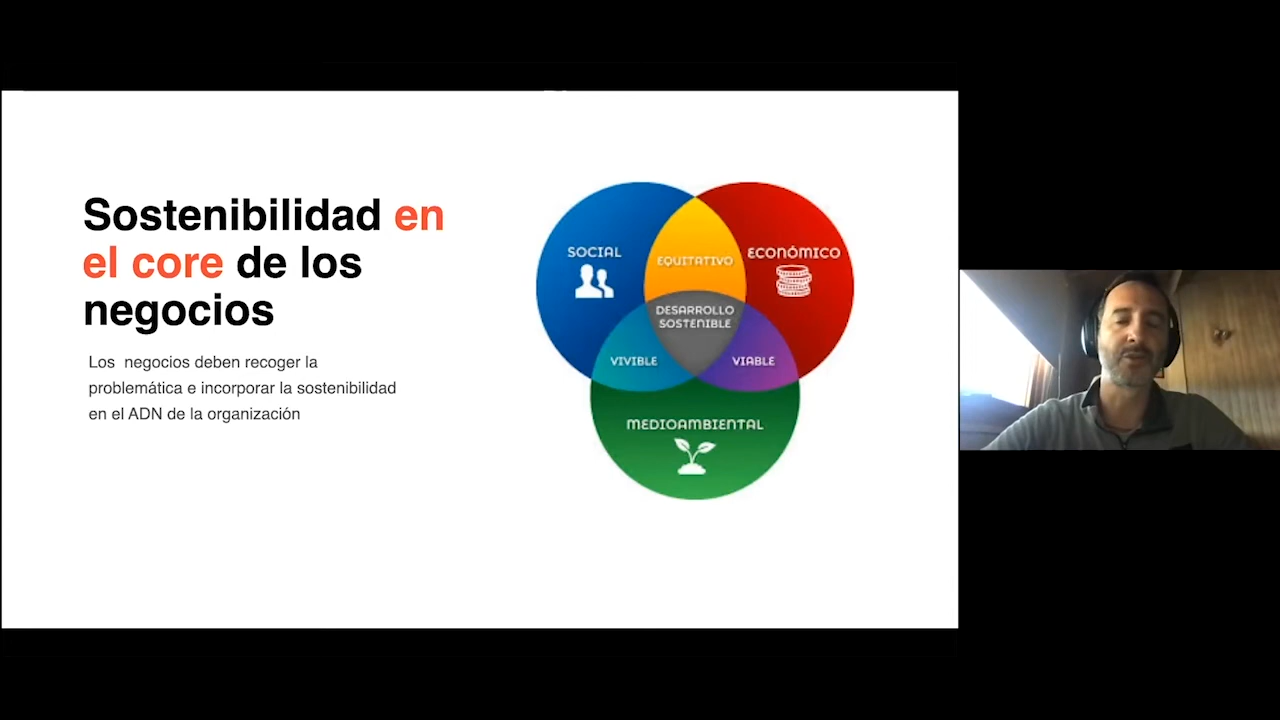 Sostenibilidad en
el core de los
negocios
Los negocios deben recoger la
problemática e incorporar la sostenibilidad
en el ADN de la organización
SOCIAL
EQUITATIVO
ECONÓMICO
DESARROLLO
SOSTENIBLE
VIVIBLE
VIABLE
MEDIOAMBIENTAL